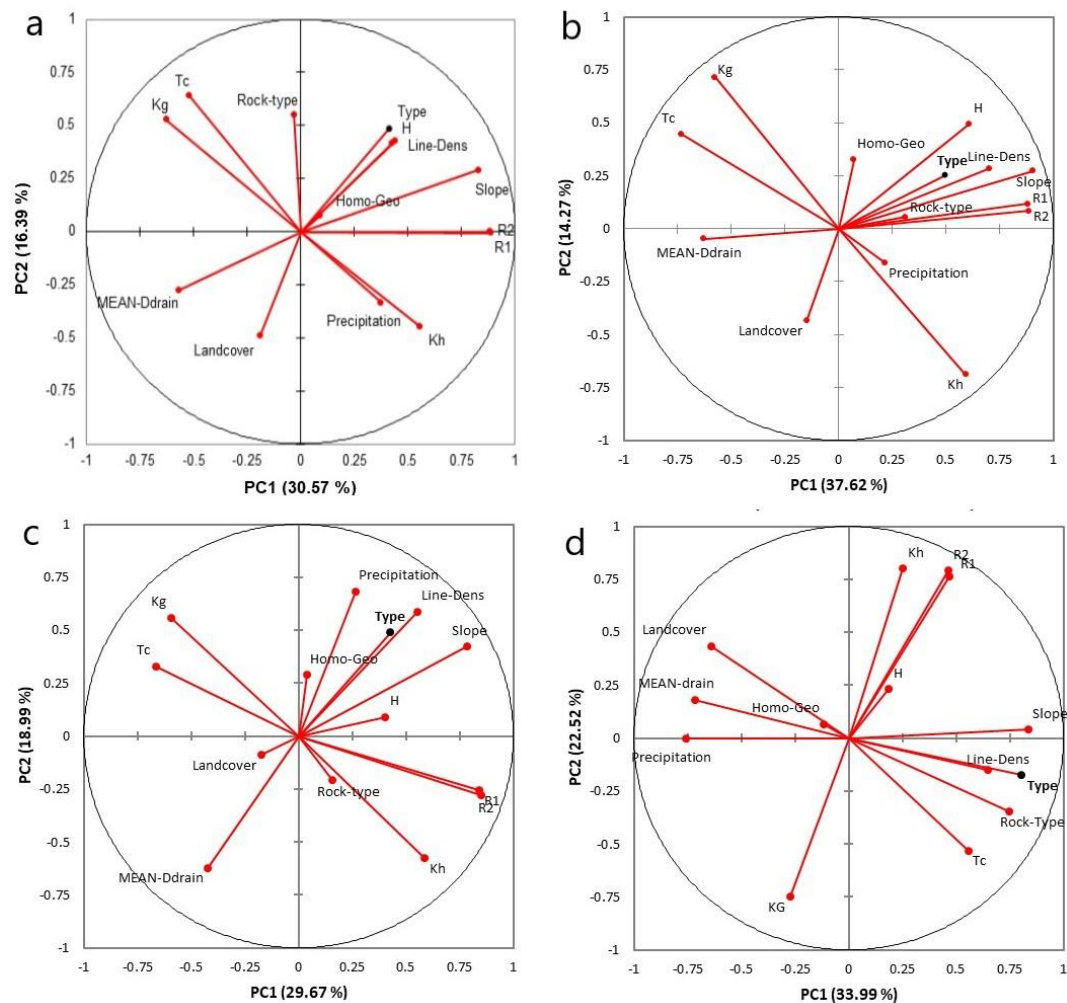 a
1
0.75
0.5
0.25
0
-0.25
-0.5
-0.75
-1
PC2 (16.39 %)
Tc
Kg
Rock-type
Type
H
Line-Dens
Slope
Homo-Geo
R2
R1
MEAN-Ddrain
Precipitation
Landcover
Kh
-1 -0.75 -0.5 -0.25 0 0.25 0.5 0.75 1
PC1 (30.57 %)
b
1
0.75
0.5
0.25
0
-0.25
-0.5
-0.75
-1
PC2 (14.27 %)
Kg
Tc
H
Homo-Geo
Type Line-Dens
Slope
R1
Rock-type
R2
MEAN-Ddrain
Precipitation
Landcover
Kh
-1 -0.75 -0.5 -0.25 0 0.25 0.5 0.75 1
PC1 (37.62 %)
c
1
0.75
0.5
0.25
0
-0.25
-0.5
-0.75
-1
PC2 (18.99 %)
Precipitation
Kg
Line-Dens
Type
Slope
Tc
Homo-Geo
H
Landcover
Rock-type
R1
R2
Kh
MEAN-Ddrain
-1 -0.75 -0.5 -0.25 0 0.25 0.5 0.75 1
PC1 (29.67 %)
d
1
0.75
0.5
0.25
0
-0.25
-0.5
-0.75
-1
PC2 (22.52 %)
Kh
R2
R1
Landcover
MEAN-drain
H
Homo-Geo
Slope
Precipitation
Line-Dens
Type
Rock-Type
Tc
KG
-1 -0.75 -0.5 -0.25 0 0.25 0.5 0.75 1
PC1 (33.99 %)